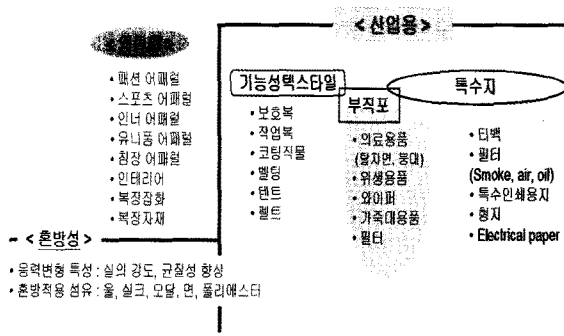 < 산업용 >
• 패션 어패럴
• 스포츠 어패럴
• 인너 어패럴
• 유니폼 어패럴
• 침장 어패럴
• 인테리어
• 복장잡화
• 복장자재
기능성텍스타일
• 보호복
• 작업복
• 코팅직물
• 벨팅
• 텐트
• 펠트
부직포
• 의료용품
(탈지면, 붕대)
• 위생용품
• 와이퍼
• 가죽대용품
• 필터
특수지
• 티백
• 필터
(Smoke, air, oil)
• 특수인쇄용지
• 형지
• Electrical paper
< 혼방성 >
• 응력변형 특성 : 실의 강도, 균질성 향상
• 혼방적용 섬유 : 울, 실크, 모달, 면, 폴리에스터